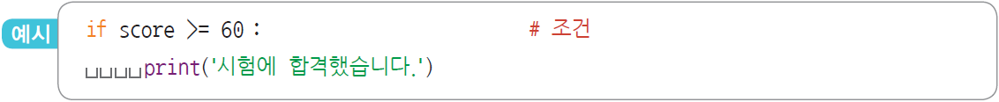 예시
if score >= 60 : # 조건
␣␣␣␣print('시험에 합격했습니다.')